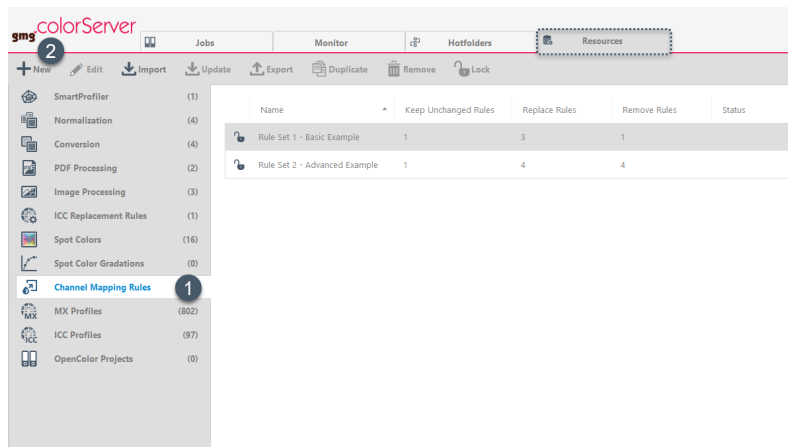 gmg colorServer
Jobs Monitor Hotfolders Resources
2
New Edit Import Update Export Duplicate Remove Lock
SmartProfiler (1)
Normalization (4)
Conversion (4)
PDF Processing (2)
Image Processing (3)
ICC Replacement Rules (1)
Spot Colors (16)
Spot Color Gradations (0)
Channel Mapping Rules 1
MX MX Profiles (802)
ICC ICC Profiles (97)
OpenColor Projects (0)
Name Keep Unchanged Rules Replace Rules Remove Rules Status
Rule Set 1 - Basic Example 1 3 1
Rule Set 2 - Advanced Example 1 4 4